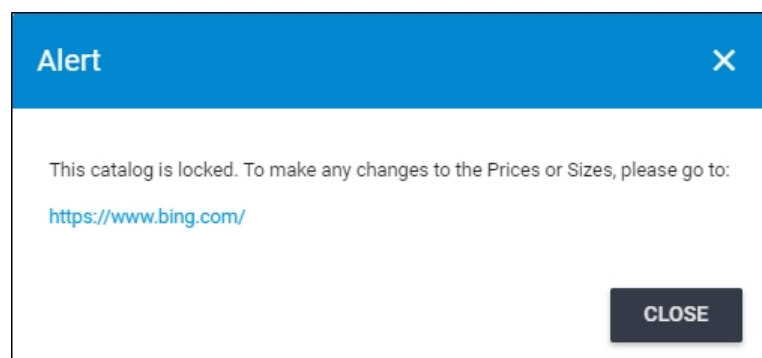 Alert
This catalog is locked. To make any changes to the Prices or Sizes, please go to:
https://www.bing.com/
CLOSE